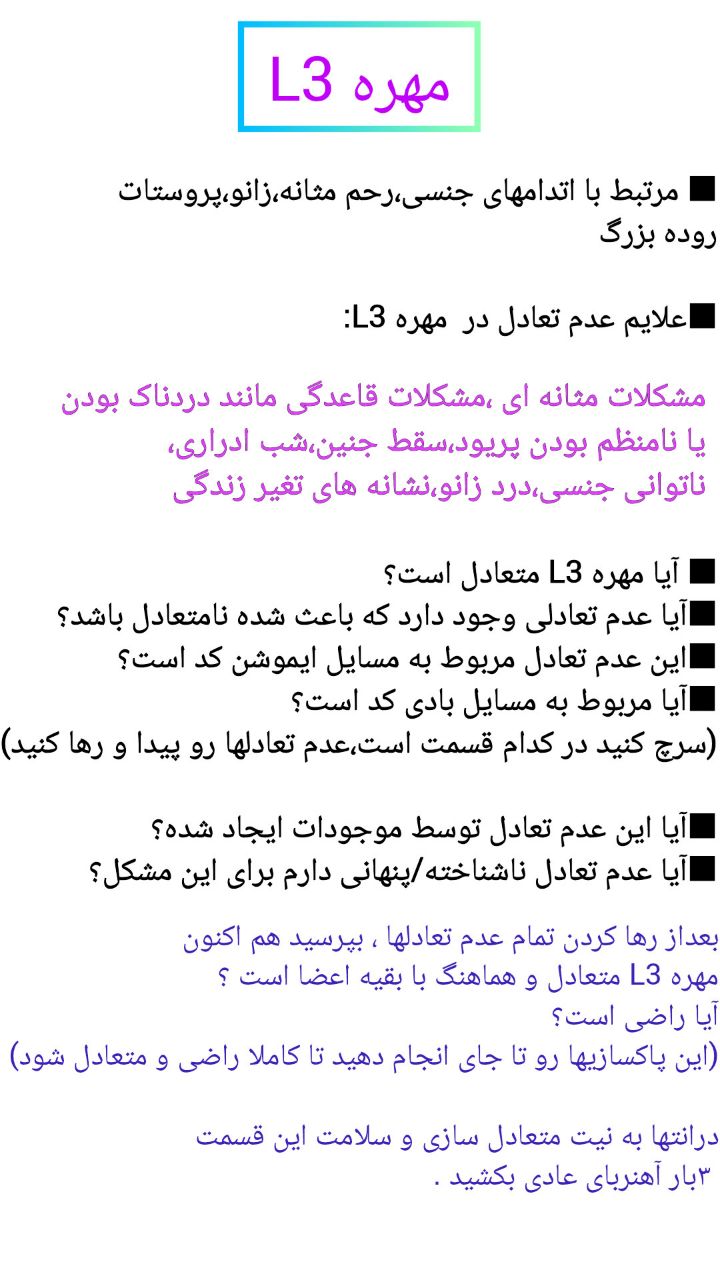 مهره L3
■ مرتبط با اتدامهای جنسی،رحم مثانه،زانو،پروستات
روده بزرگ
■علایم عدم تعادل در مهره L3:
مشکلات مثانه ای ،مشکلات قاعدگی مانند دردناک بودن
یا نامنظم بودن پریود،سقط جنین،شب ادراری،
ناتوانی جنسی،درد زانو،نشانه های تغیر زندگی
■ آیا مهره L3 متعادل است؟
■آیا عدم تعادلی وجود دارد که باعث شده نامتعادل باشد؟
■این عدم تعادل مربوط به مسایل ایموشن کد است؟
■آیا مربوط به مسایل بادی کد است؟
(سرچ کنید در کدام قسمت است،عدم تعادلها رو پیدا و رها کنید)
■آیا این عدم تعادل توسط موجودات ایجاد شده؟
■آیا عدم تعادل ناشناخته/پنهانی دارم برای این مشکل؟
بعداز رها کردن تمام عدم تعادلها ، بپرسید هم اکنون
مهره L3 متعادل و هماهنگ با بقیه اعضا است ؟
آیا راضی است؟
(این پاکسازیها رو تا جای انجام دهید تا کاملا راضی و متعادل شود)
درانتها به نیت متعادل سازی و سلامت این قسمت
۳بار آهنربای عادی بکشید .